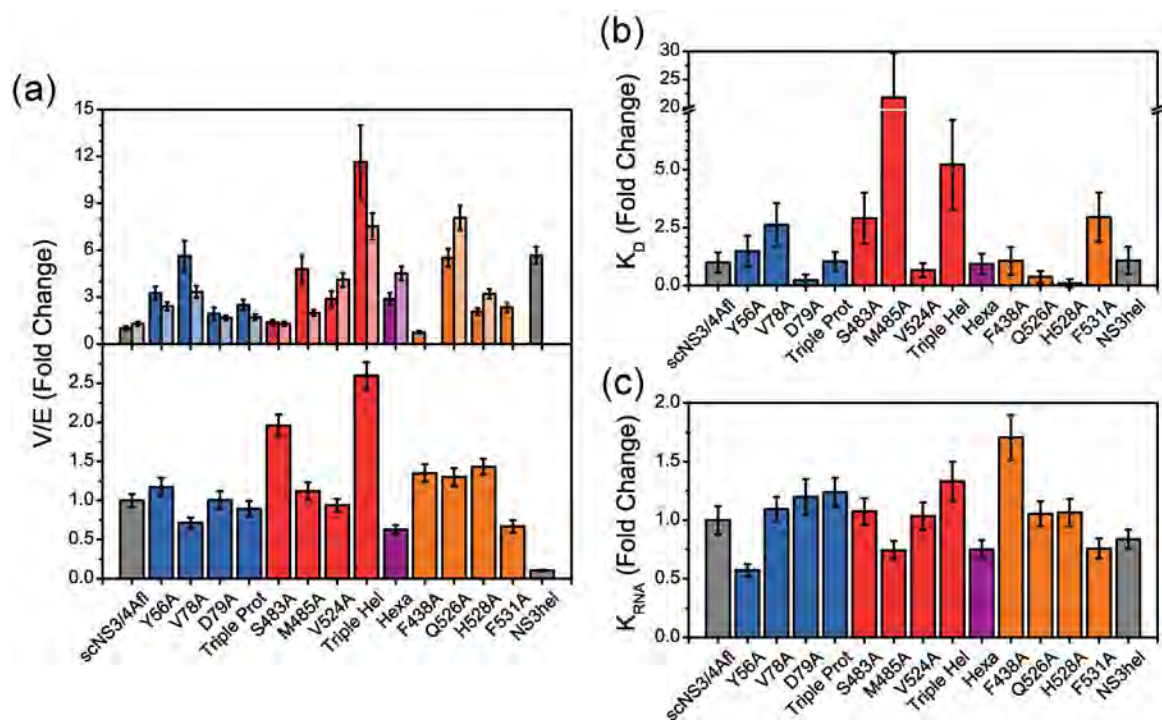 (a)
V/E (Fold Change)
15
12
9
6
3
0
2.5
2.0
1.5
1.0
0.5
0.0
scNS3/4Afl
Y56A
V78A
D79A
Triple Prot
S483A
M485A
V524A
Triple Hel
Hexa
F438A
Q526A
H528A
F531A
NS3hel
(b)
K_D (Fold Change)
30
25
20
5.0
2.5
0.0
scNS3/4Afl
Y56A
V78A
D79A
Triple Prot
S483A
M485A
V524A
Triple Hel
Hexa
F438A
Q526A
H528A
F531A
NS3hel
(c)
K_RNA (Fold Change)
2.0
1.5
1.0
0.5
0.0
scNS3/4Afl
Y56A
V78A
D79A
Triple Prot
S483A
M485A
V524A
Triple Hel
Hexa
F438A
Q526A
H528A
F531A
NS3hel